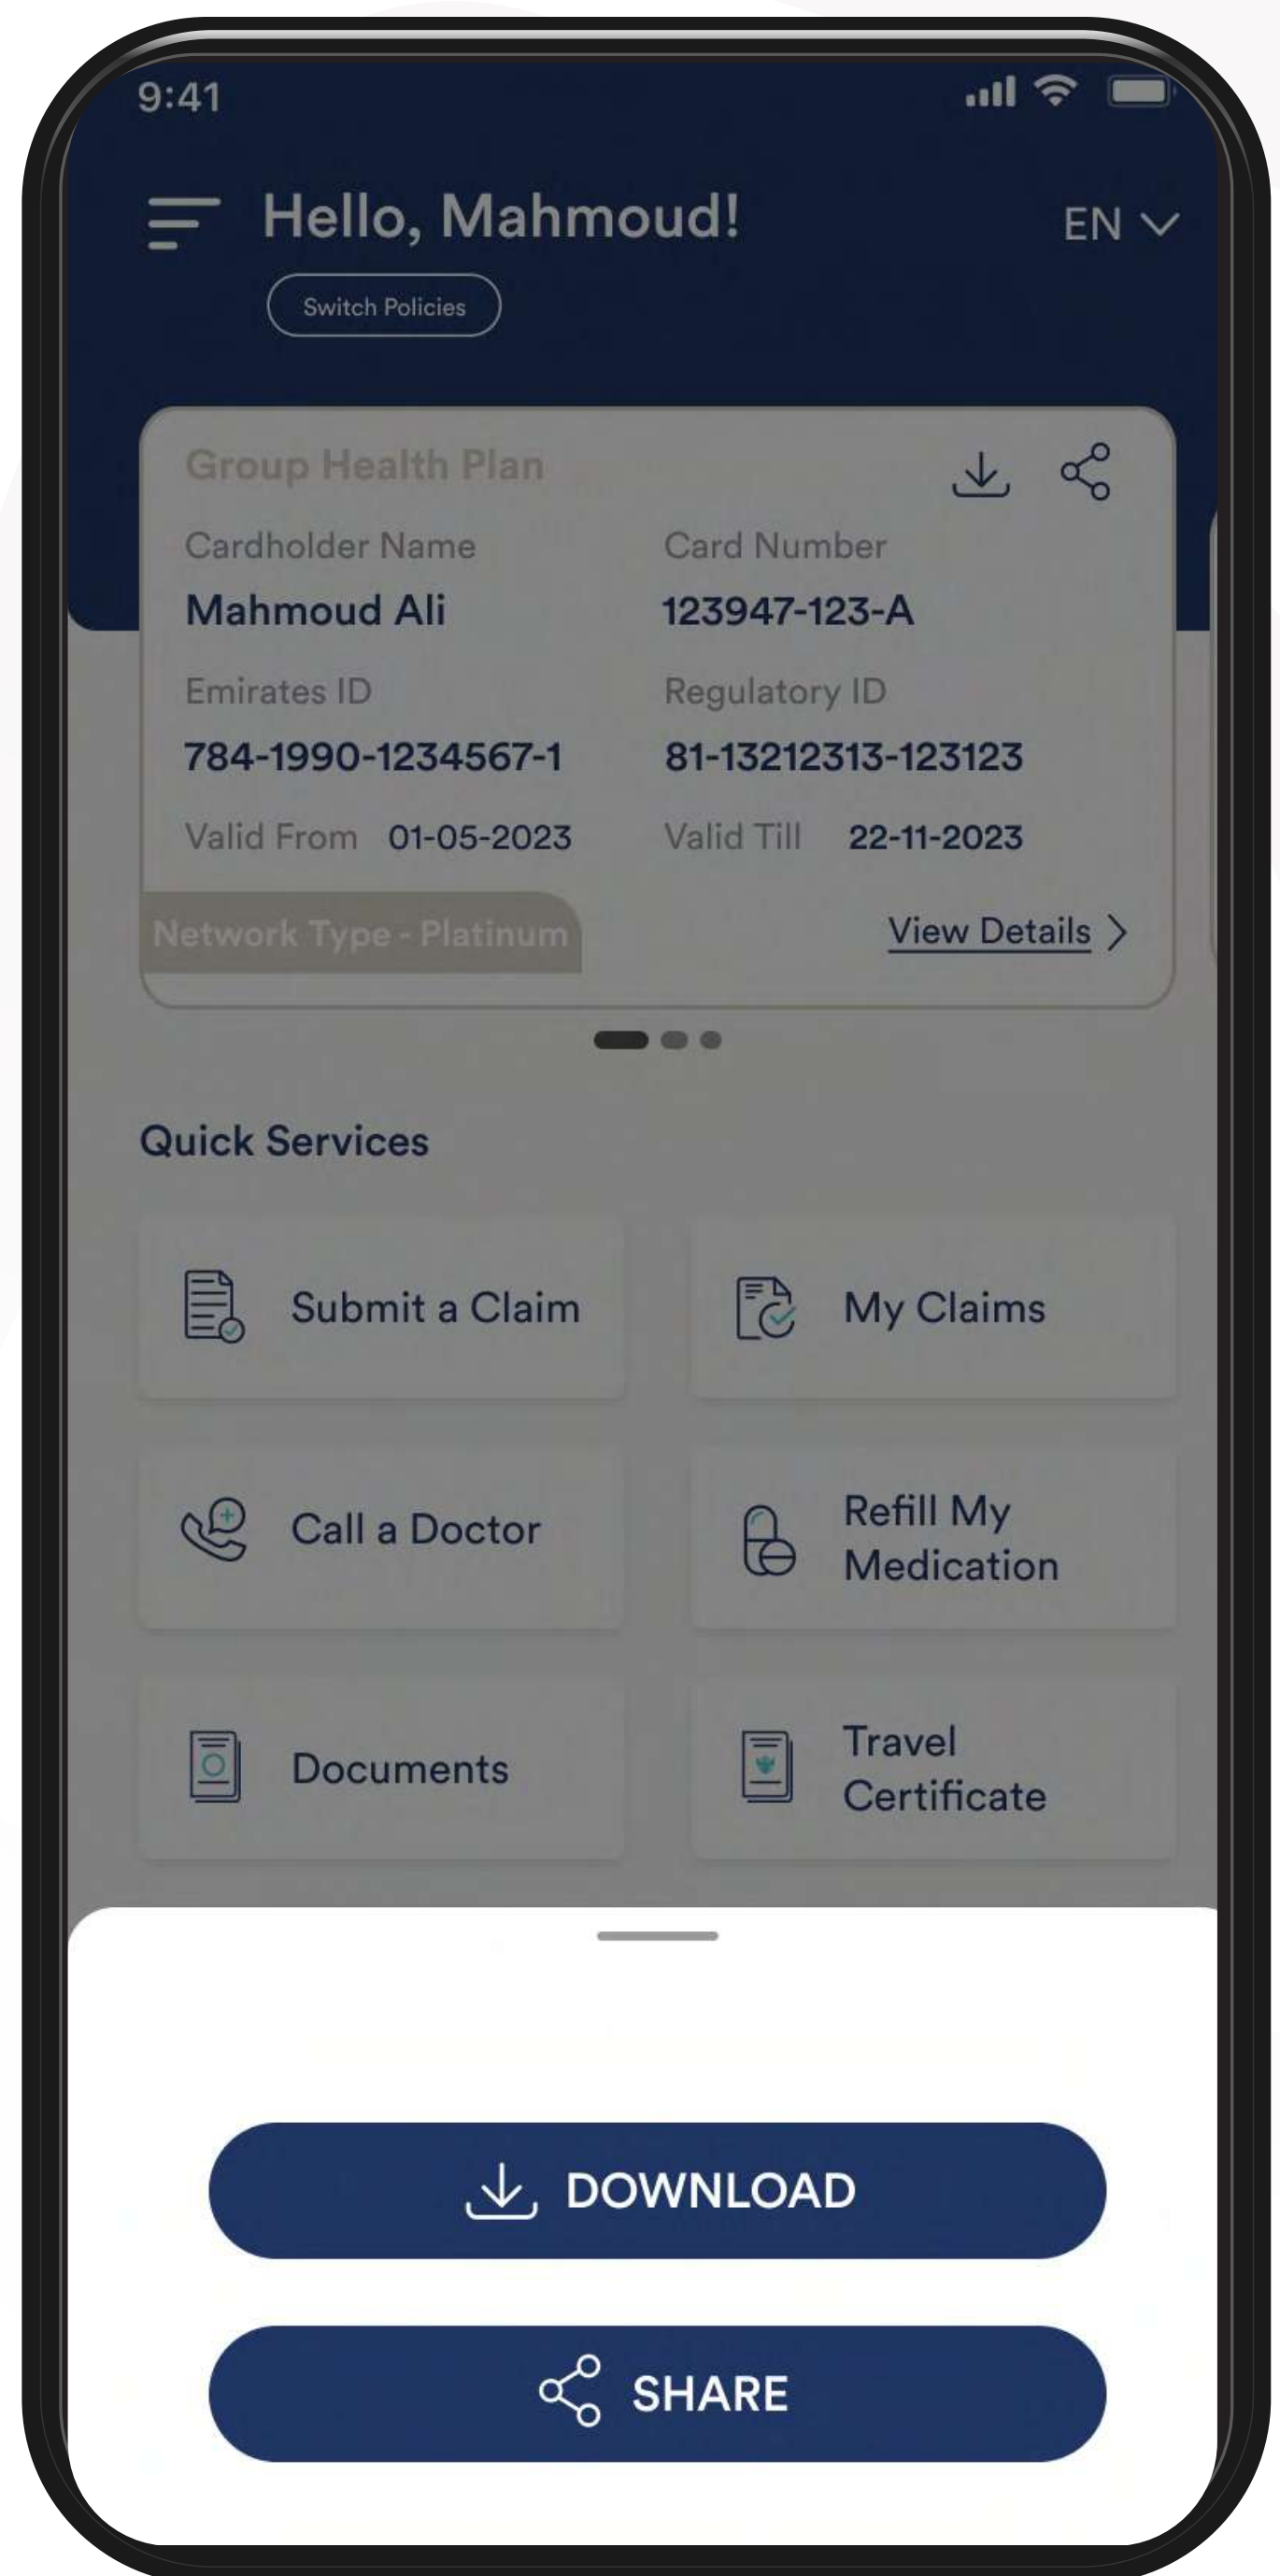 9:41
Hello, Mahmoud!
EN
Switch Policies
Group Health Plan
Cardholder Name
Card Number
Mahmoud Ali
123947-123-A
Emirates ID
Regulatory ID
784-1990-1234567-1
81-13212313-123123
Valid From 01-05-2023
Valid Till 22-11-2023
Network Type - Platinum
View Details
Quick Services
Submit a Claim
My Claims
Call a Doctor
Refill My
Medication
Documents
Travel
Certificate
DOWNLOAD
SHARE